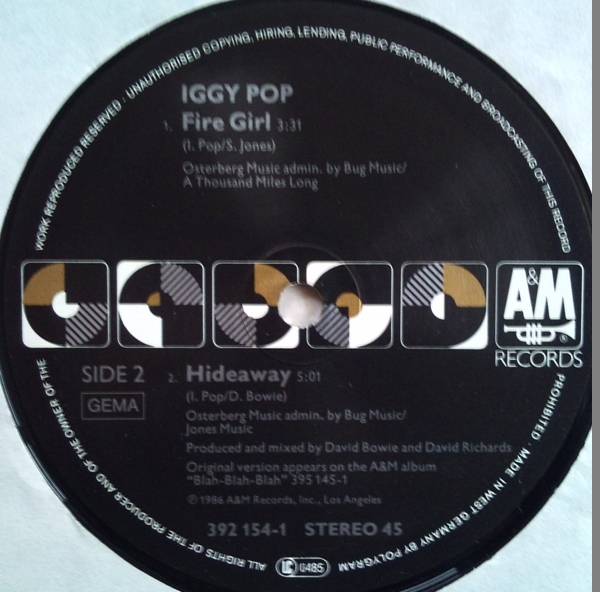 WORK REPRODUCED RESERVED · UNAUTHORISED COPYING, HIRING, LENDING, PUBLIC PERFORMANCE AND BROADCASTING OF THIS RECORD
IGGY POP
1. Fire Girl 3:31
(I. Pop/S. Jones)
Osterberg Music admin. by Bug Music/
A Thousand Miles Long
A&M
RECORDS
SIDE 2
GEMA
2. Hideaway 5:01
(I. Pop/D. Bowie)
Osterberg Music admin. by Bug Music/
Jones Music
Produced and mixed by David Bowie and David Richards
Original version appears on the A&M album
"Blah-Blah-Blah" 395 145-1
℗1986 A&M Records, Inc., Los Angeles
392 154-1 STEREO 45
PROHIBITED · MADE IN WEST GERMANY BY POLYGRAM
LC 0485
ALL RIGHTS OF THE PRODUCER AND OF THE OWNER OF THE